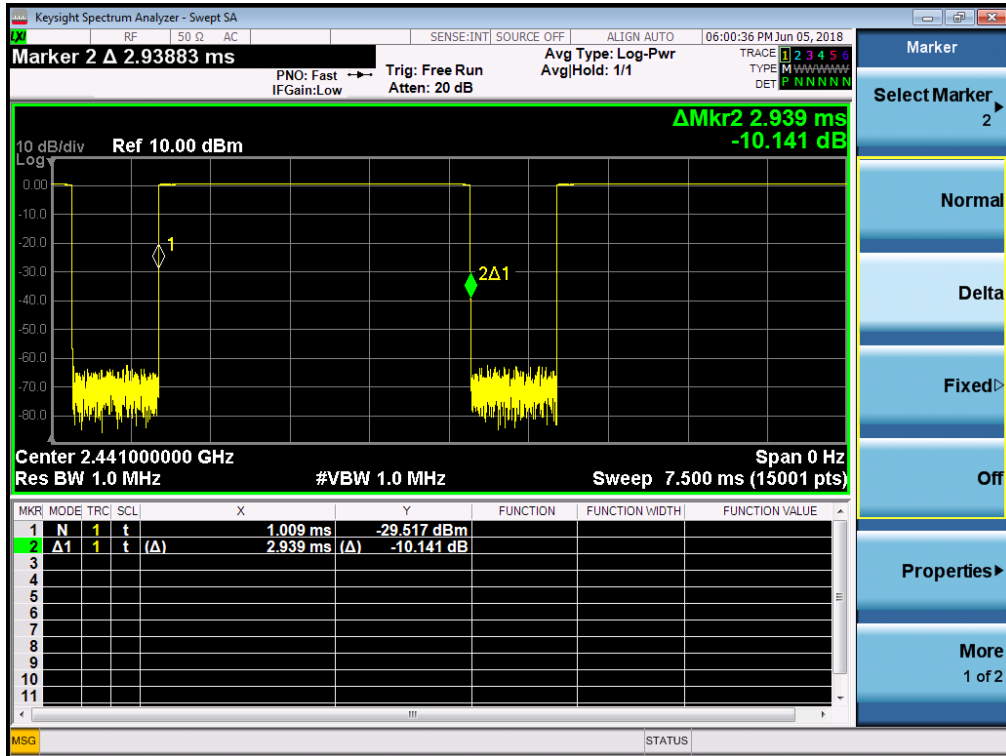 Keysight Spectrum Analyzer - Swept SA
LXI RF 50 Ω AC SENSE:INT SOURCE OFF ALIGN AUTO 06:00:36 PM Jun 05, 2018
Marker 2 Δ 2.93883 ms
PNO: Fast
IFGain:Low
Trig: Free Run
Atten: 20 dB
Avg Type: Log-Pwr
Avg|Hold: 1/1
TRACE 1 2 3 4 5 6
TYPE M WWWWW
DET P N N N N N
ΔMkr2 2.939 ms
-10.141 dB
10 dB/div Ref 10.00 dBm
Log
0.00
-10.0
-20.0
-30.0
-40.0
-50.0
-60.0
-70.0
-80.0
1
2Δ1
Center 2.441000000 GHz Span 0 Hz
Res BW 1.0 MHz #VBW 1.0 MHz Sweep 7.500 ms (15001 pts)
MKR MODE TRC SCL X Y FUNCTION FUNCTION WIDTH FUNCTION VALUE
1 N 1 t 1.009 ms -29.517 dBm
2 Δ1 1 t (Δ) 2.939 ms (Δ) -10.141 dB
3
4
5
6
7
8
9
10
11
MSG STATUS
Marker
Select Marker
2
Normal
Delta
Fixed
Off
Properties
More
1 of 2